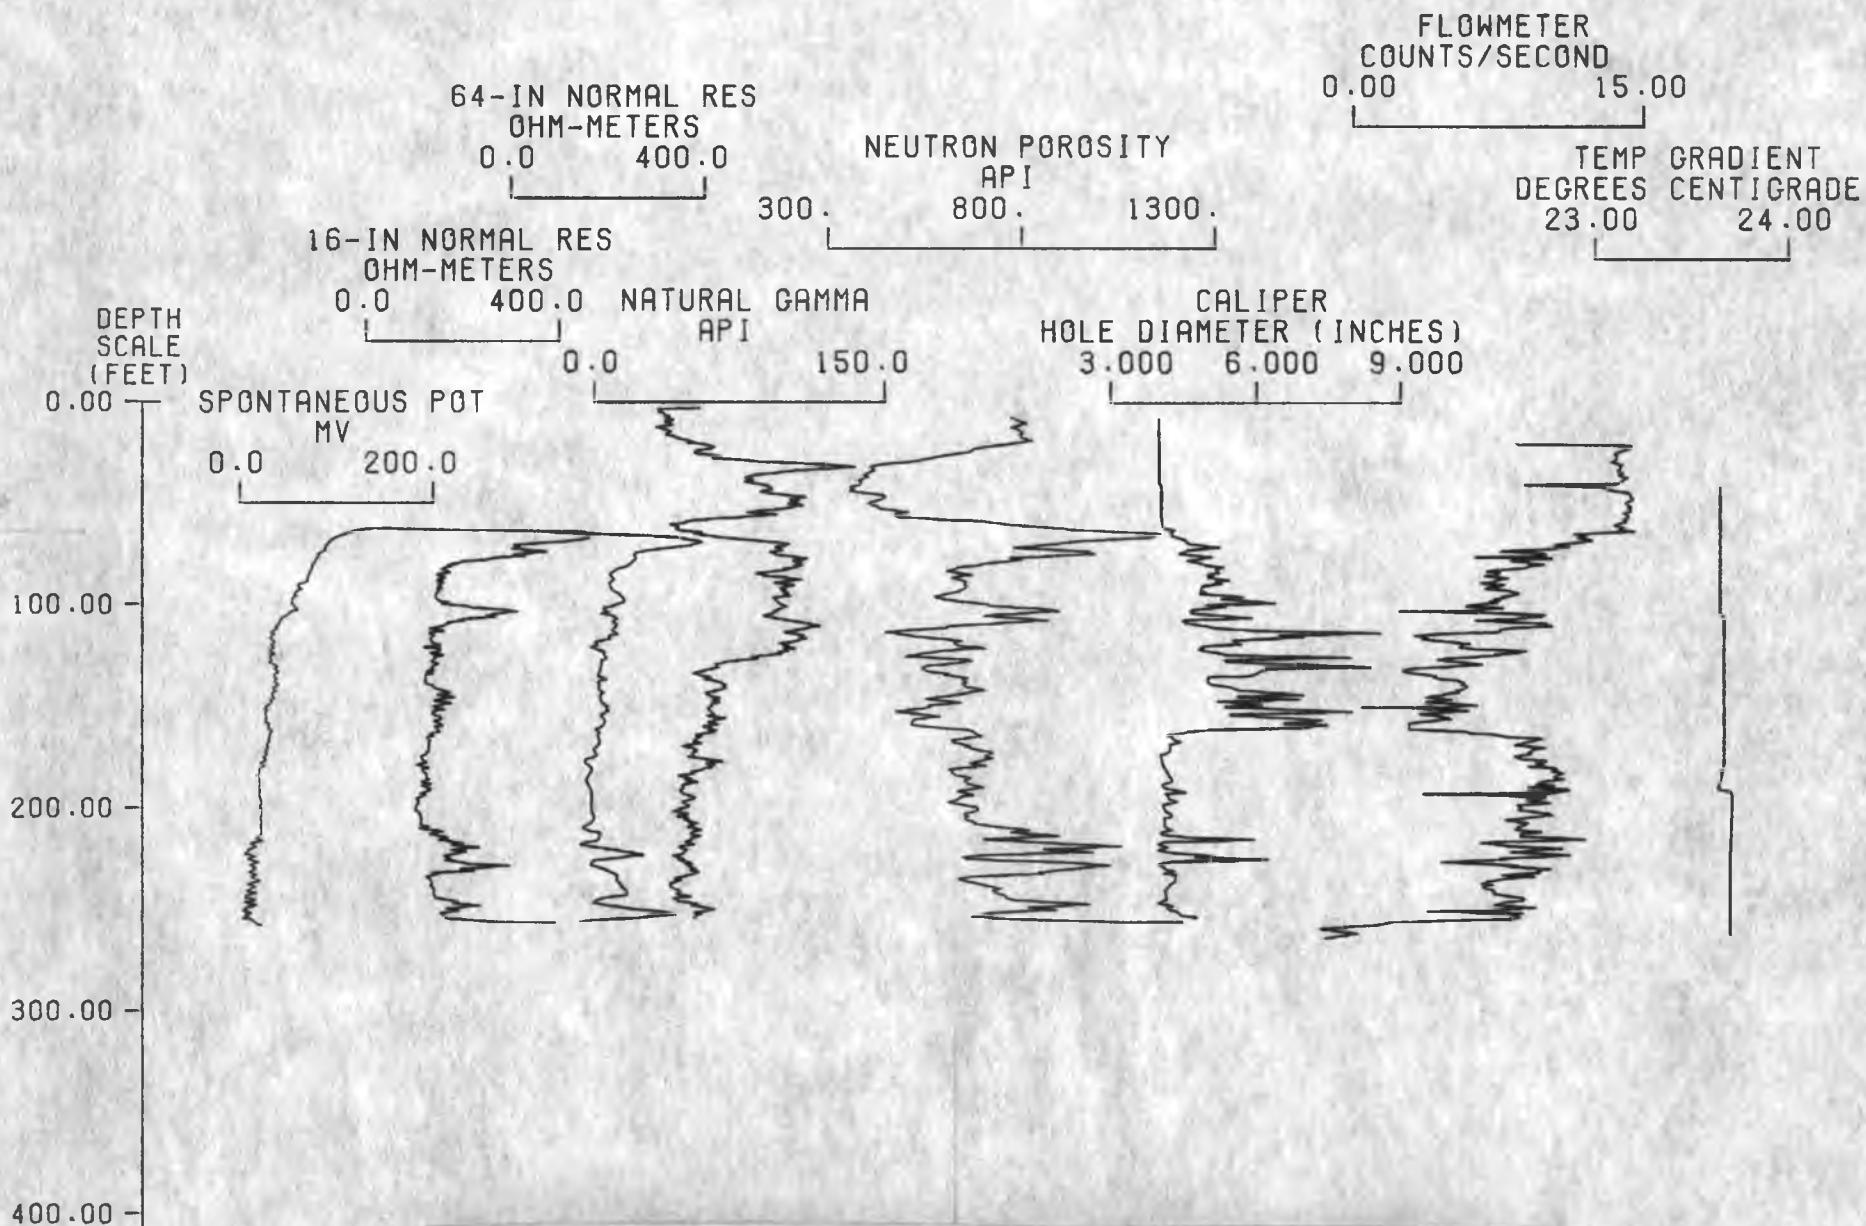 FLOWMETER
COUNTS/SECOND
0.00 15.00
64-IN NORMAL RES
OHM-METERS
0.0 400.0
NEUTRON POROSITY
API
300. 800. 1300.
TEMP GRADIENT
DEGREES CENTIGRADE
23.00 24.00
16-IN NORMAL RES
OHM-METERS
0.0 400.0
NATURAL GAMMA
API
0.0 150.0
CALIPER
HOLE DIAMETER (INCHES)
3.000 6.000 9.000
DEPTH
SCALE
(FEET)
SPONTANEOUS POT
MV
0.0 200.0
0.00
100.00
200.00
300.00
400.00